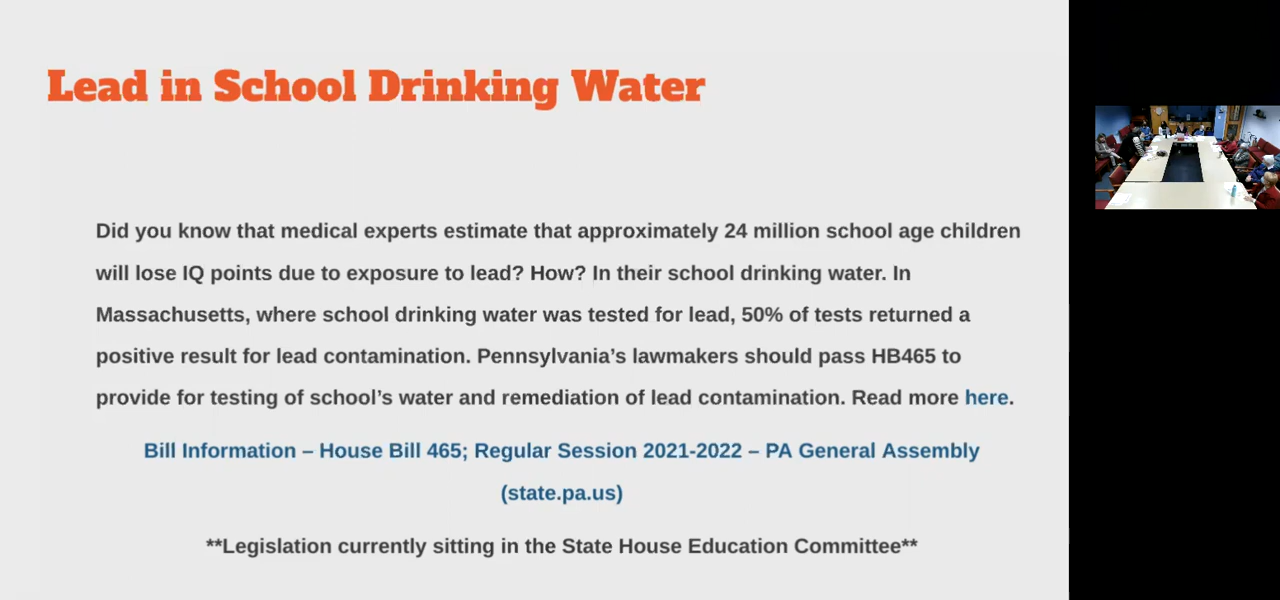 Lead in School Drinking Water
Did you know that medical experts estimate that approximately 24 million school age children
will lose IQ points due to exposure to lead? How? In their school drinking water. In
Massachusetts, where school drinking water was tested for lead, 50% of tests returned a
positive result for lead contamination. Pennsylvania’s lawmakers should pass HB465 to
provide for testing of school’s water and remediation of lead contamination. Read more here.
Bill Information – House Bill 465; Regular Session 2021-2022 – PA General Assembly
(state.pa.us)
**Legislation currently sitting in the State House Education Committee**